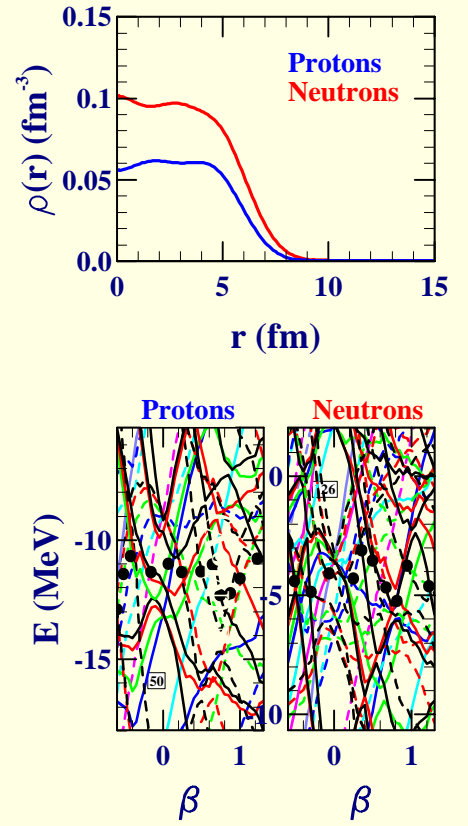 Protons
Neutrons
ρ(r) (fm-3)
0.15
0.1
0.05
0.0
0 5 10 15
r (fm)
Protons Neutrons
E (MeV)
-10
-15
50
0 1
β
0
-5
10
26
0 1
β